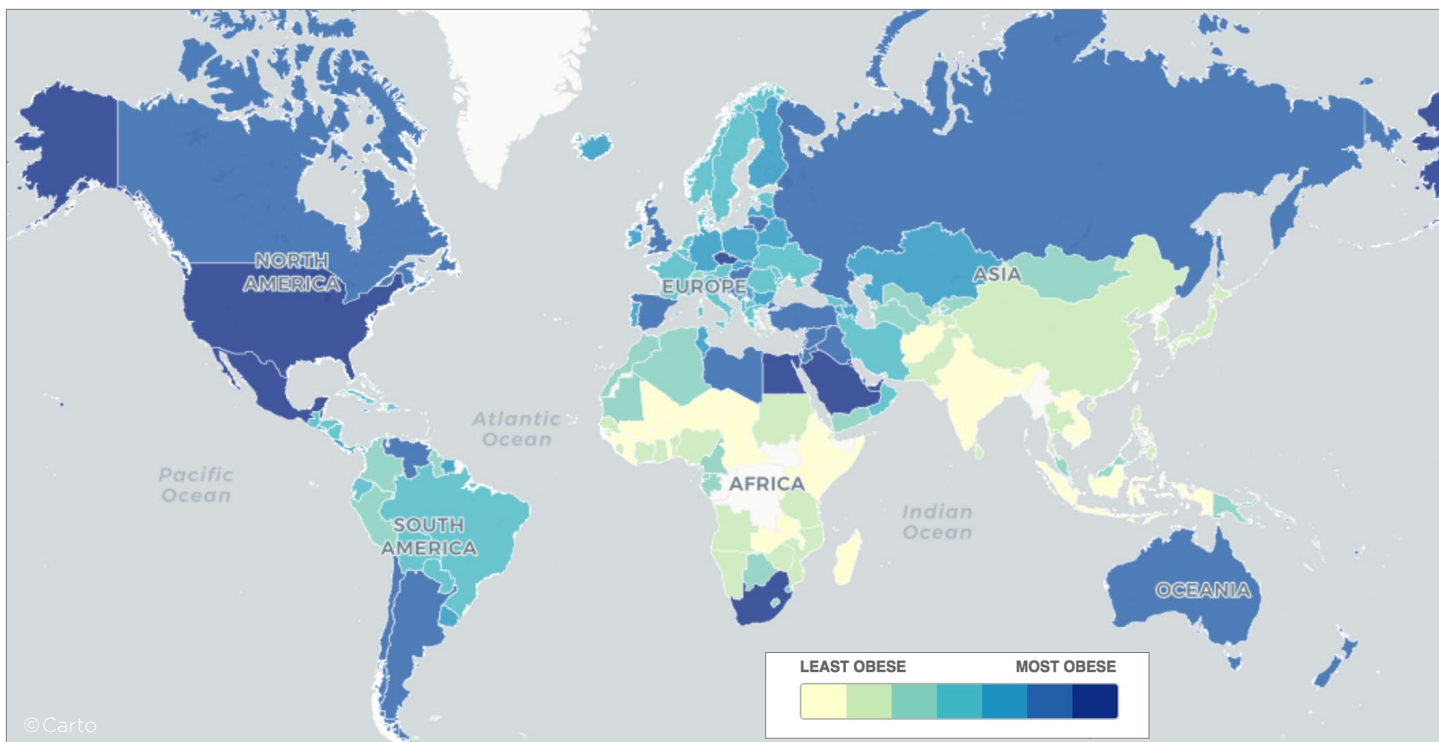 NORTH
AMERICA
EUROPE
ASIA
Atlantic
Ocean
Pacific
Ocean
AFRICA
SOUTH
AMERICA
Indian
Ocean
OCEANIA
LEAST OBESE MOST OBESE
©Carto